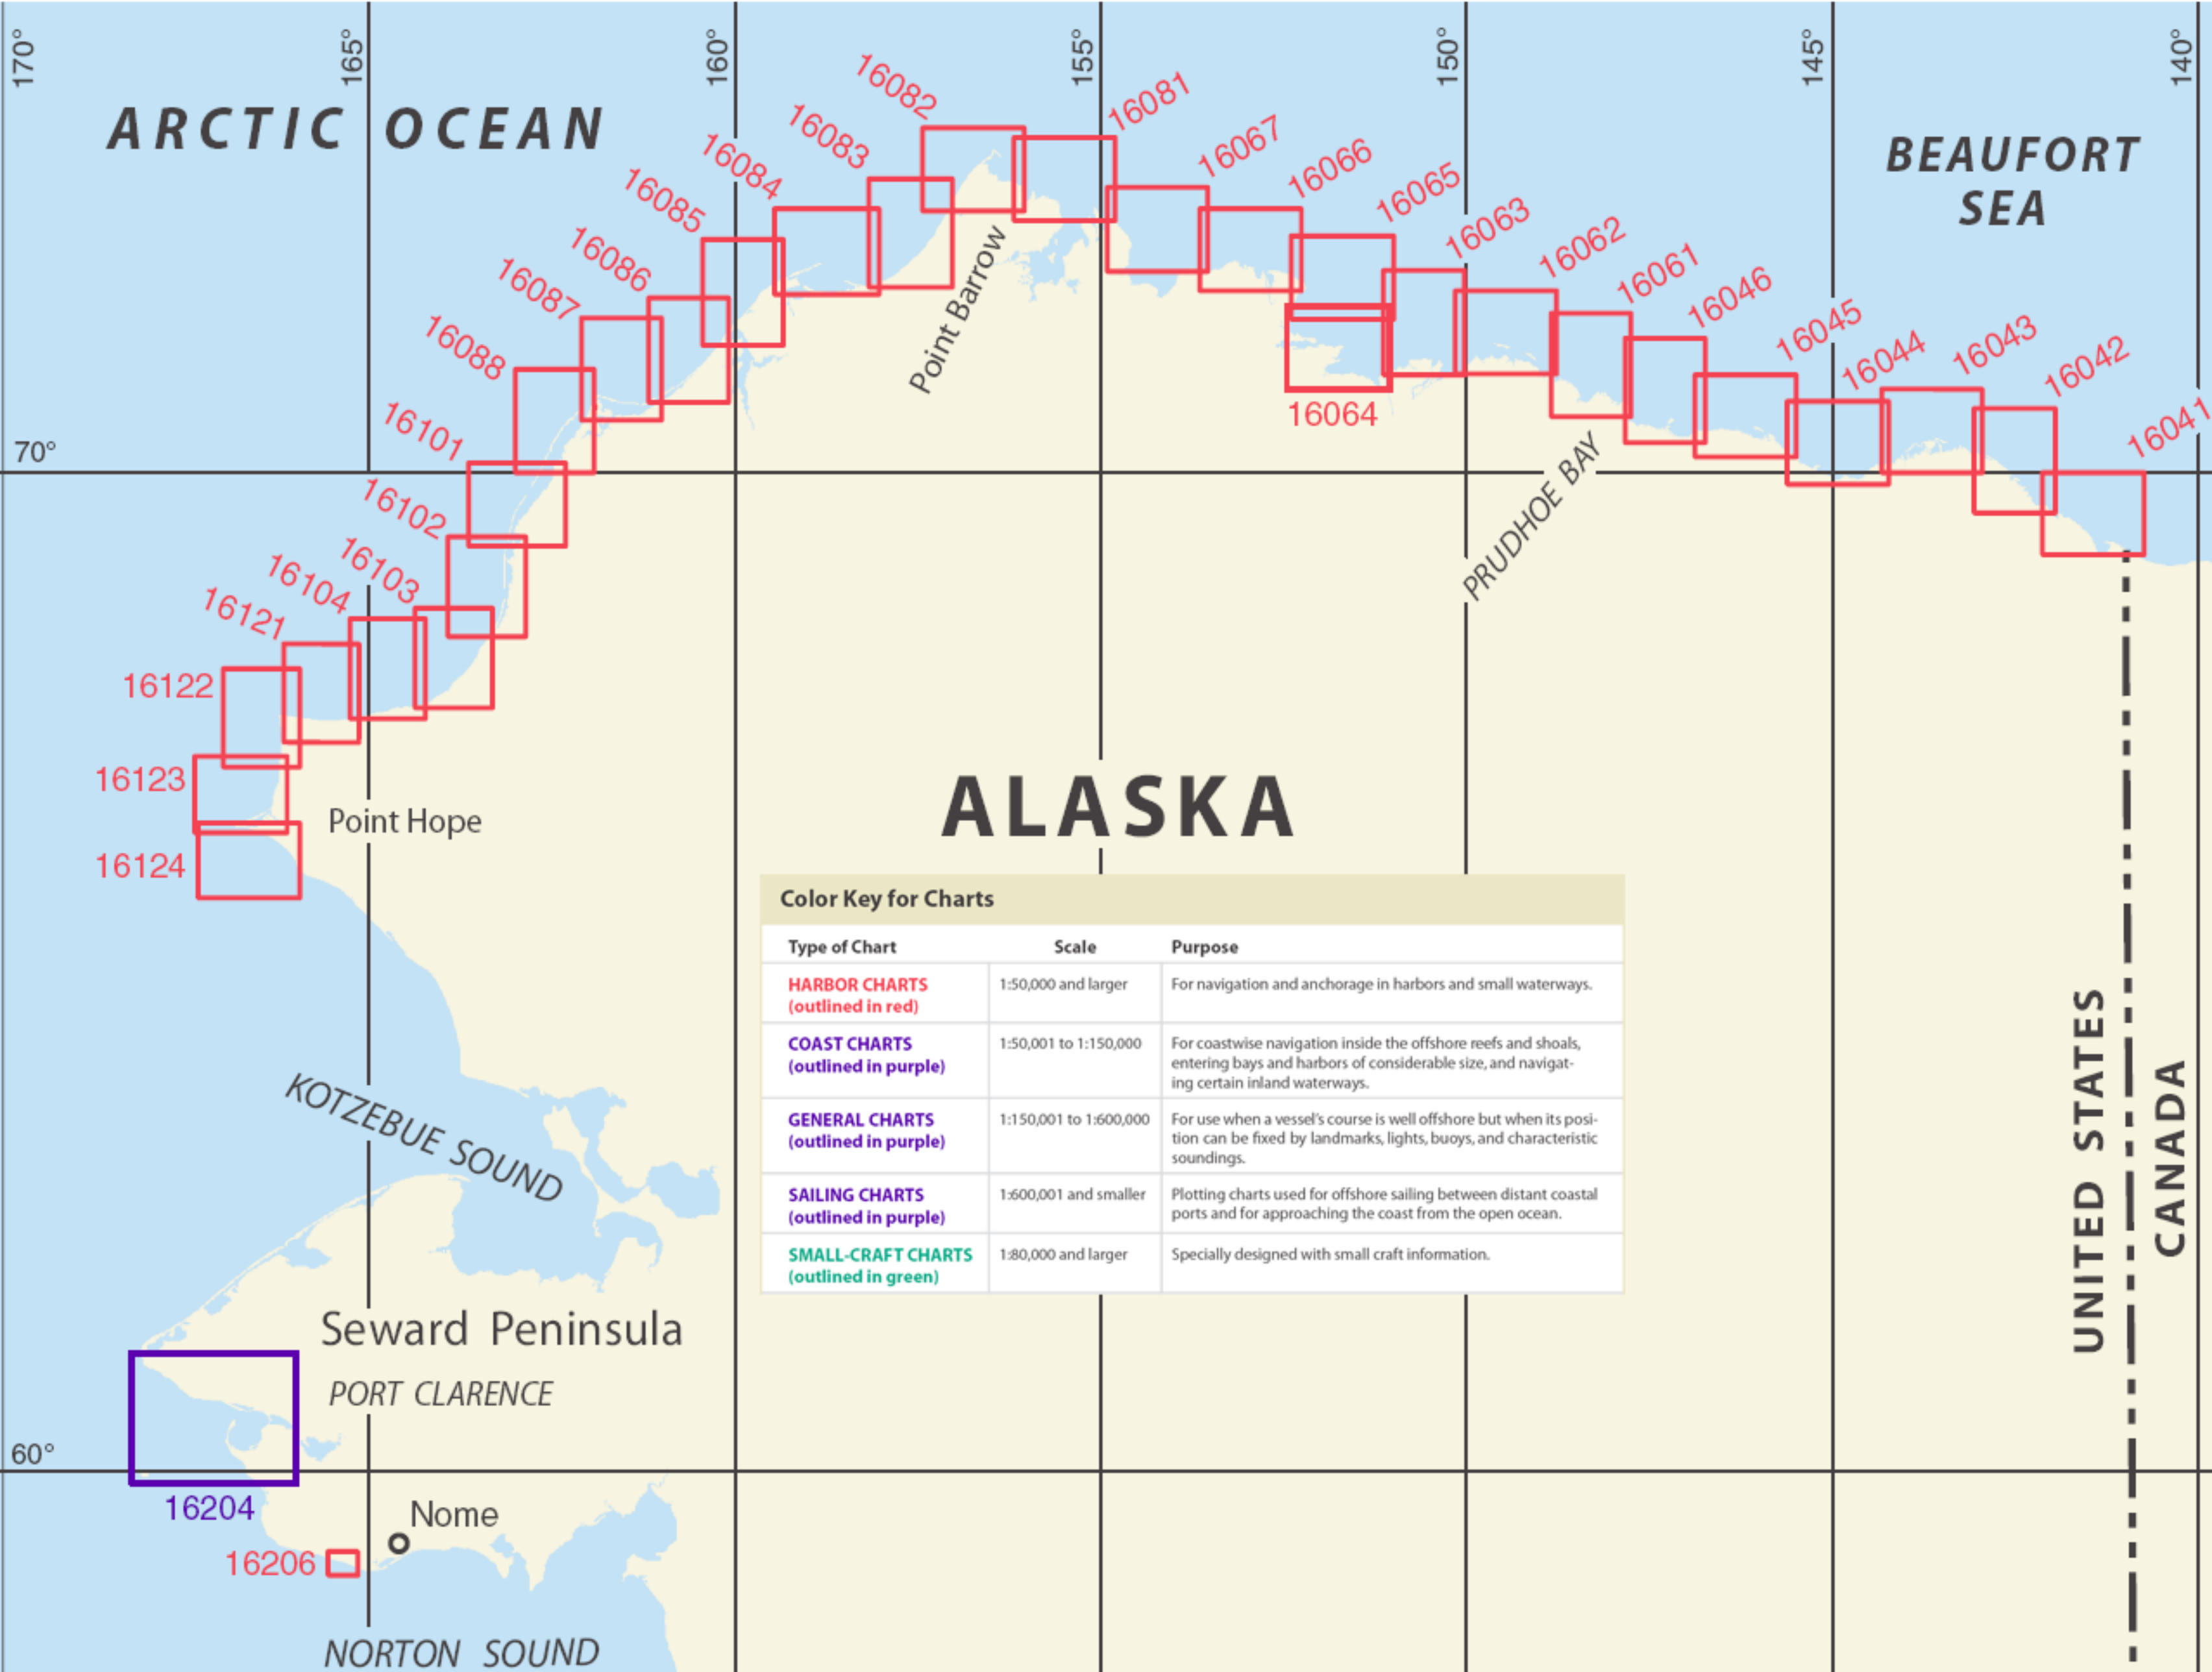 170°
165°
160°
155°
150°
145°
140°
ARCTIC OCEAN
BEAUFORT
SEA
16082
16081
16083
16067
16084
16066
16085
16065
16063
16086
16062
16087
16061
16046
16088
16045
16044
16043
16042
16041
16101
Point Barrow
16064
70°
PRUDHOE BAY
16102
16103
16104
16121
16122
16123
Point Hope
16124
ALASKA
Color Key for Charts
Type of Chart Scale Purpose
HARBOR CHARTS 1:50,000 and larger For navigation and anchorage in harbors and small waterways.
(outlined in red)
COAST CHARTS 1:50,001 to 1:150,000 For coastwise navigation inside the offshore reefs and shoals,
(outlined in purple) entering bays and harbors of considerable size, and navigat-
ing certain inland waterways.
GENERAL CHARTS 1:150,001 to 1:600,000 For use when a vessel's course is well offshore but when its posi-
(outlined in purple) tion can be fixed by landmarks, lights, buoys, and characteristic
soundings.
SAILING CHARTS 1:600,001 and smaller Plotting charts used for offshore sailing between distant coastal
(outlined in purple) ports and for approaching the coast from the open ocean.
SMALL-CRAFT CHARTS 1:80,000 and larger Specially designed with small craft information.
(outlined in green)
UNITED STATES
CANADA
KOTZEBUE SOUND
Seward Peninsula
PORT CLARENCE
60°
16204
Nome
16206
NORTON SOUND